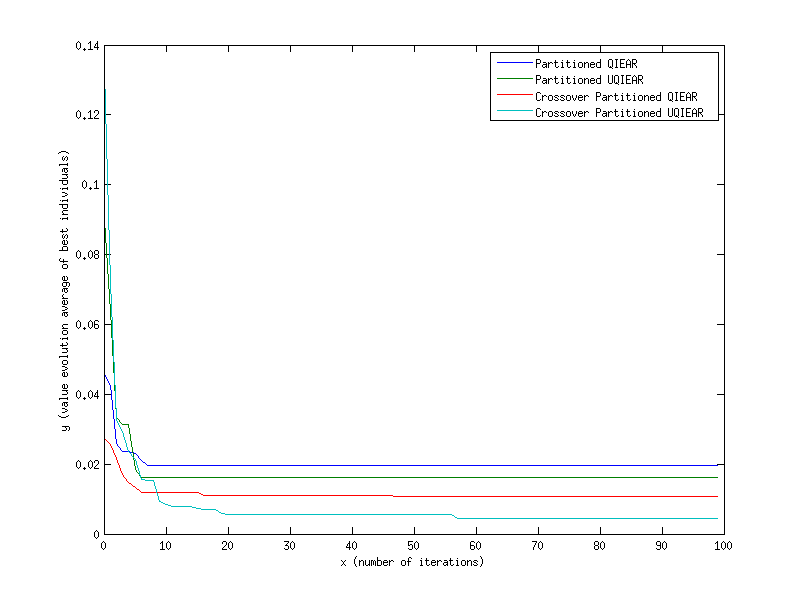 0.14
0.12
0.1
0.08
0.06
0.04
0.02
0
y (value evolution average of best individuals)
Partitioned QIEAR
Partitioned UQIEAR
Crossover Partitioned QIEAR
Crossover Partitioned UQIEAR
0 10 20 30 40 50 60 70 80 90 100
x (number of iterations)